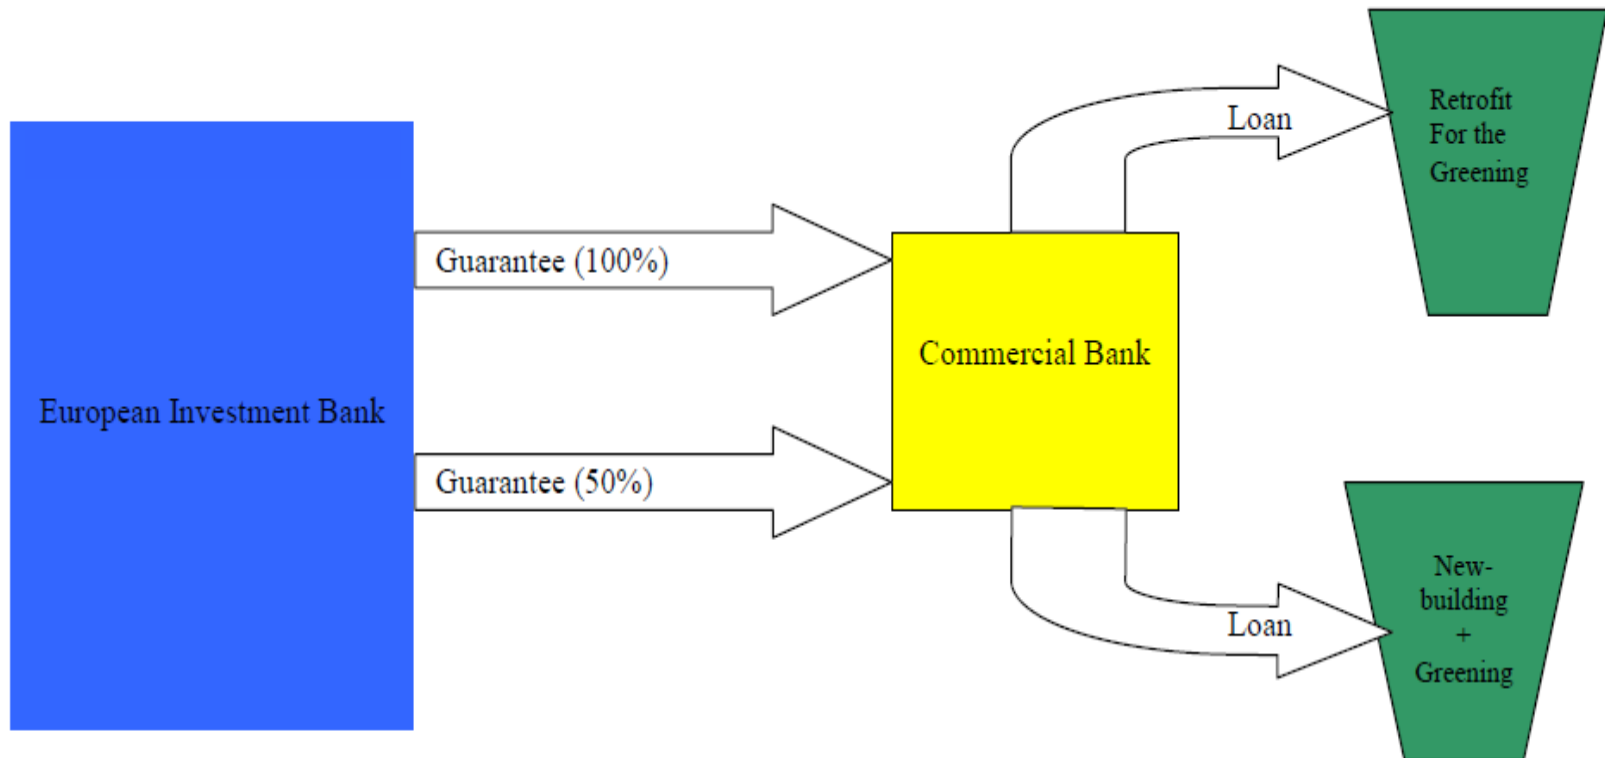 European Investment Bank
Guarantee (100%)
Guarantee (50%)
Commercial Bank
Loan
Retrofit
For the
Greening
Loan
New-
building
+
Greening